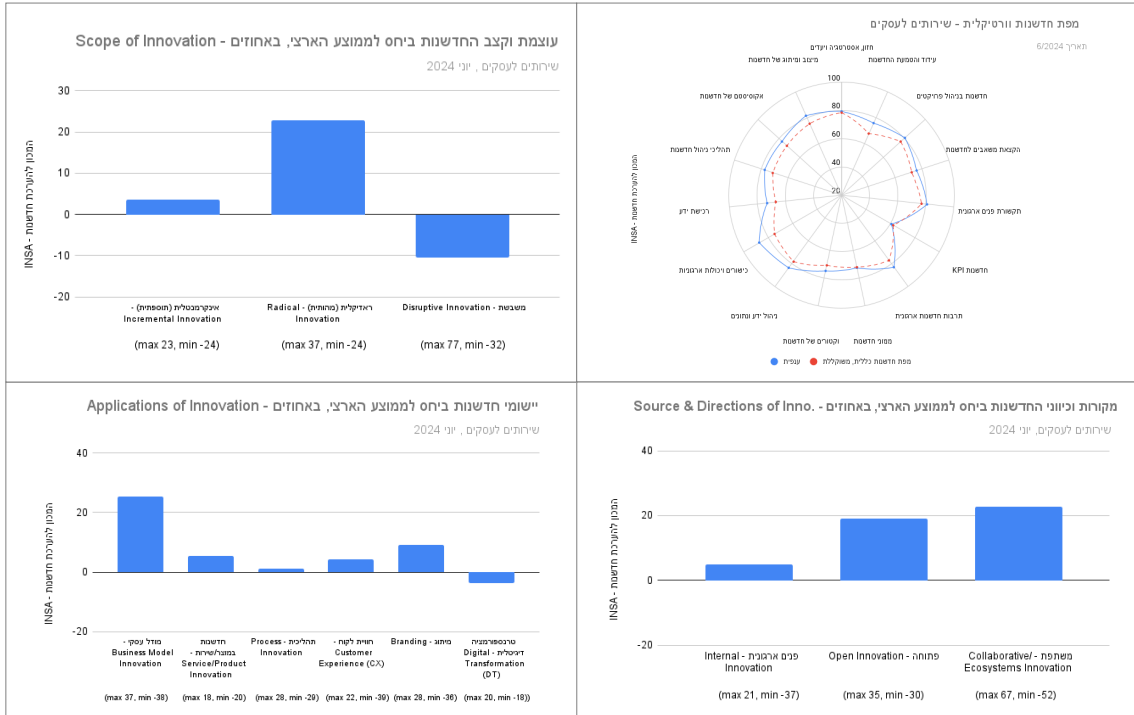 עוצמת וקצב החדשנות ביחס לממוצע הארצי, באחוזים - Scope of Innovation
שירותים לעסקים , יוני 2024
המכון להערכת חדשנות - INSA
30
20
10
0
-10
-20
אינקרמנטלית (תוספתית) -
Incremental Innovation
(max 23, min -24)
ראדיקלית (מהותית) - Radical
Innovation
(max 37, min -24)
משבשת - Disruptive Innovation
(max 77, min -32)
מפת חדשנות וורטיקלית - שירותים לעסקים
תאריך 6/2024
המכון להערכת חדשנות - INSA
חזון, אסטרטגיה ויעדים
עידוד והטמעת החדשנות
חדשנות בניהול פרויקטים
הקצאת משאבים לחדשנות
תקשורת פנים ארגונית
חדשנות KPI
תרבות חדשנות ארגונית
ממוני חדשנות
וקטורים של חדשנות
ניהול ידע ונתונים
כישורים ויכולות ארגוניות
רכישת ידע
תהליכי ניהול חדשנות
אקוסיסטם של חדשנות
מיצוב ומיתוג של חדשנות
100
80
60
40
20
ענפית
מפת חדשנות כללית, משוקללת
יישומי חדשנות ביחס לממוצע הארצי, באחוזים - Applications of Innovation
שירותים לעסקים , יוני 2024
המכון להערכת חדשנות - INSA
40
20
0
-20
מודל עסקי -
Business Model
Innovation
(max 37, min -38)
חדשנות
במוצר/שירות -
Service/Product
Innovation
(max 18, min -20)
תהליכית - Process
Innovation
(max 28, min -29)
חוויית לקוח -
Customer
Experience (CX)
(max 22, min -39)
מיתוג - Branding
(max 28, min -36)
טרנספורמציה
דיגיטלית - Digital
Transformation
(DT)
(max 20, min -18))
מקורות וכיווני החדשנות ביחס לממוצע הארצי, באחוזים - .Source & Directions of Inno
שירותים לעסקים, יוני 2024
המכון להערכת חדשנות - INSA
40
20
0
-20
פנים ארגונית - Internal
Innovation
(max 21, min -37)
פתוחה - Open Innovation
(max 35, min -30)
משתפת - /Collaborative
Ecosystems Innovation
(max 67, min -52)